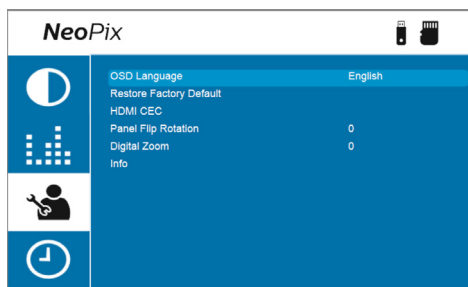 NeoPix
OSD Language English
Restore Factory Default
HDMI CEC
Panel Flip Rotation 0
Digital Zoom 0
Info